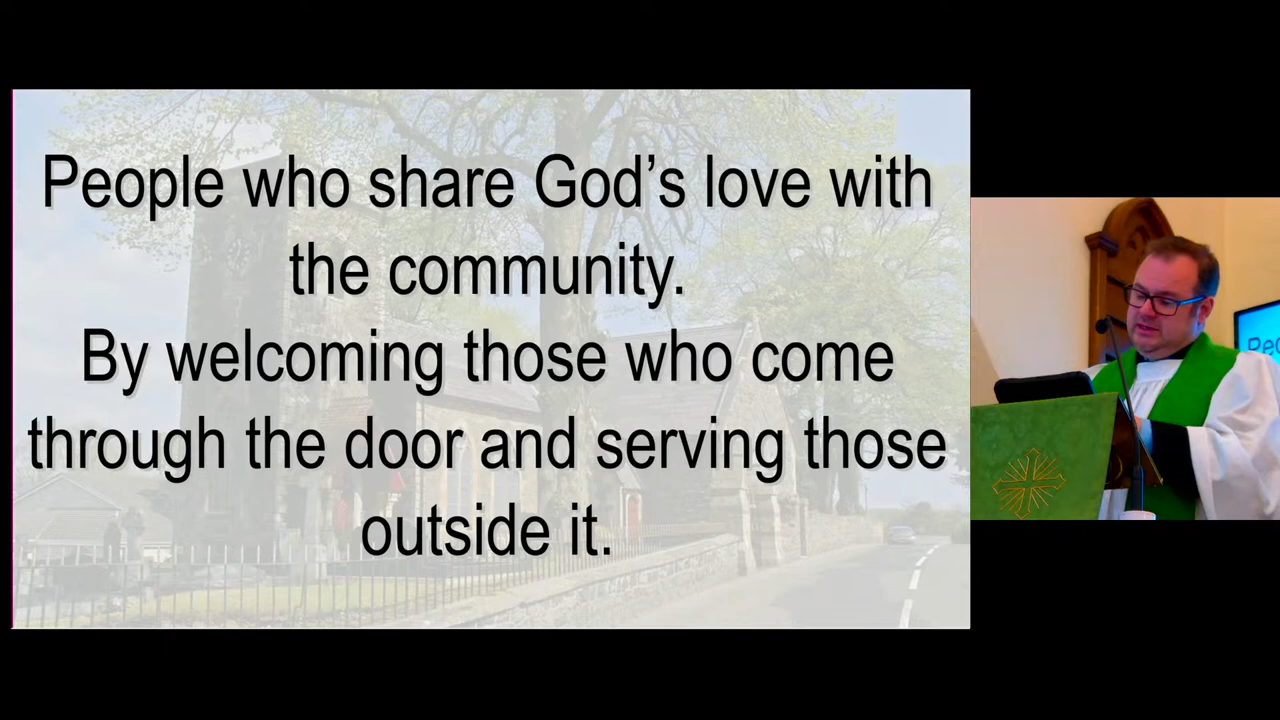 People who share God’s love with
the community.
By welcoming those who come
through the door and serving those
outside it.